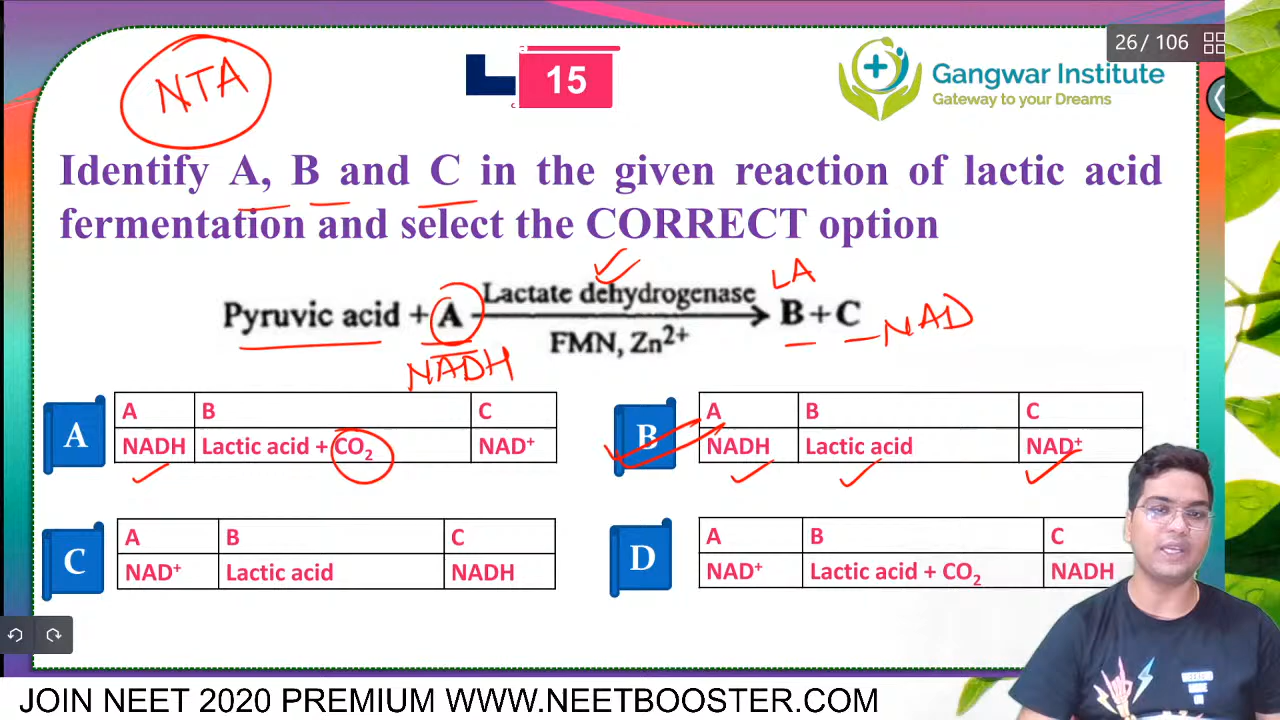 NTA
15
26 / 106
Gangwar Institute
Gateway to your Dreams
Identify A, B and C in the given reaction of lactic acid
fermentation and select the CORRECT option
Pyruvic acid + A Lactate dehydrogenase B + C
FMN, Zn²⁺
LA
NADH
NAD
A
A B C
NADH Lactic acid + CO₂ NAD⁺
B
A B C
NADH Lactic acid NAD⁺
C
A B C
NAD⁺ Lactic acid NADH
D
A B C
NAD⁺ Lactic acid + CO₂ NADH
JOIN NEET 2020 PREMIUM WWW.NEETBOOSTER.COM